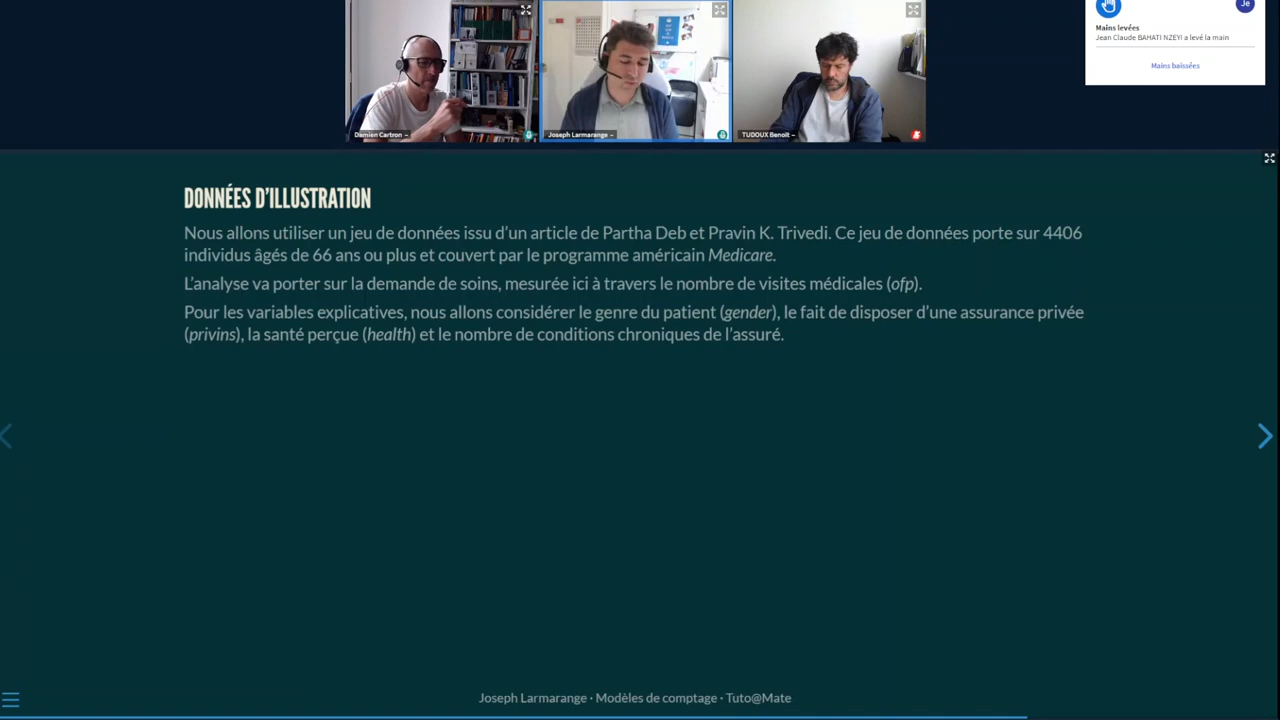 Je
Mains levées
Jean Claude BAHATI NZEYI a levé la main
Mains baissées
Damien Cartron
Joseph Larmarange
TUDOUX Benoit
DONNÉES D'ILLUSTRATION
Nous allons utiliser un jeu de données issu d'un article de Partha Deb et Pravin K. Trivedi. Ce jeu de données porte sur 4406
individus âgés de 66 ans ou plus et couvert par le programme américain Medicare.
L'analyse va porter sur la demande de soins, mesurée ici à travers le nombre de visites médicales (ofp).
Pour les variables explicatives, nous allons considérer le genre du patient (gender), le fait de disposer d'une assurance privée
(privins), la santé perçue (health) et le nombre de conditions chroniques de l'assuré.
Joseph Larmarange · Modèles de comptage · Tuto@Mate